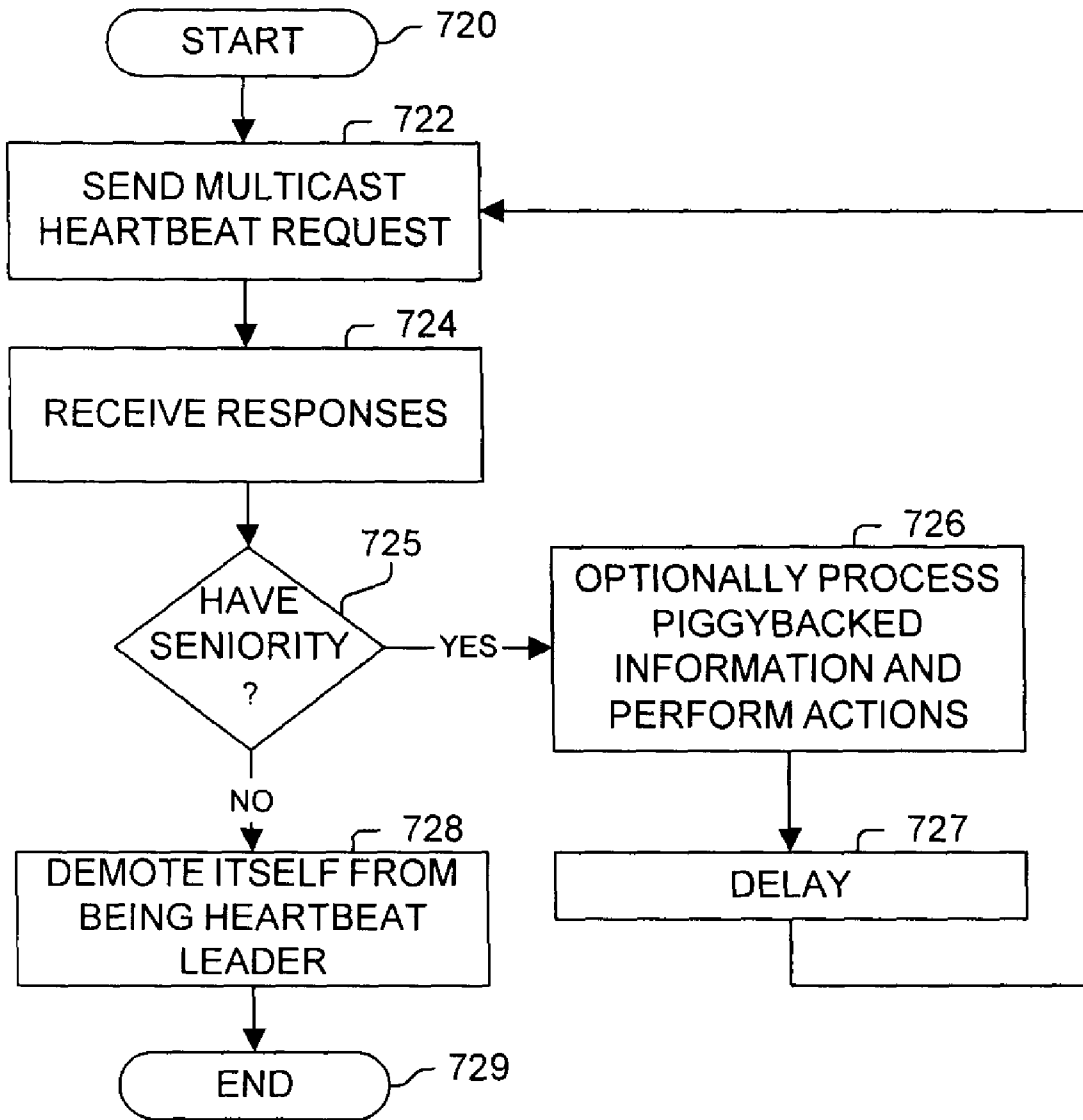 START
720
722
SEND MULTICAST
HEARTBEAT REQUEST
724
RECEIVE RESPONSES
725
HAVE
SENIORITY
?
YES
726
OPTIONALLY PROCESS
PIGGYBACKED
INFORMATION AND
PERFORM ACTIONS
727
DELAY
NO
728
DEMOTE ITSELF FROM
BEING HEARTBEAT
LEADER
END
729